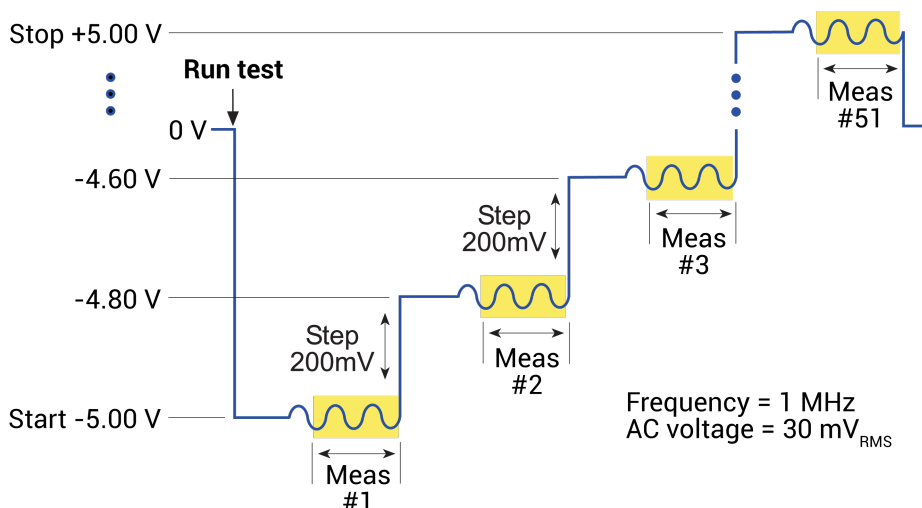 Stop +5.00 V
Run test
0 V
Meas
#51
-4.60 V
Step
200mV
Meas
#3
-4.80 V
Step
200mV
Meas
#2
Start -5.00 V
Frequency = 1 MHz
AC voltage = 30 mVRMS
Meas
#1